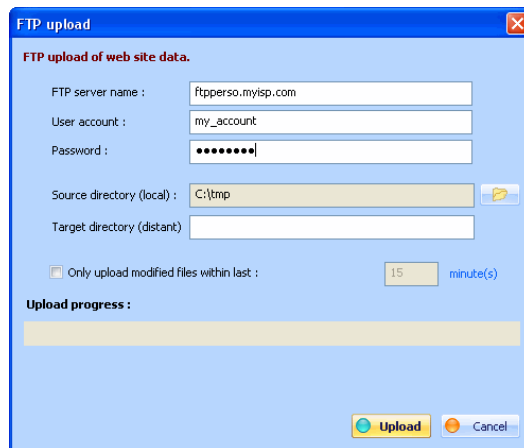 FTP upload
FTP upload of web site data.
FTP server name : ftpperso.myisp.com
User account : my_account
Password : ●●●●●●●●
Source directory (local) : C:\tmp
Target directory (distant)
Only upload modified files within last : 15 minute(s)
Upload progress :
Upload Cancel